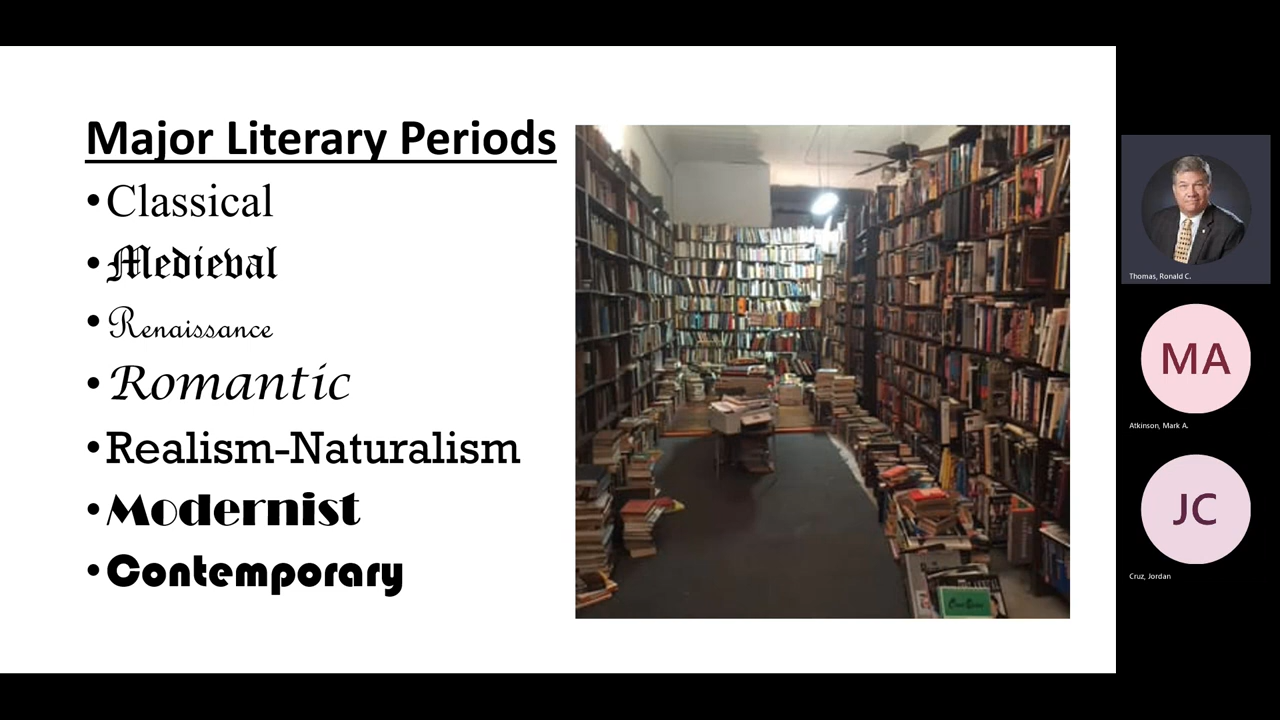 Major Literary Periods
•Classical
•Medieval
•Renaissance
•Romantic
•Realism-Naturalism
•Modernist
•Contemporary
Thomas, Ronald C.
MA
Atkinson, Mark A.
JC
Cruz, Jordan